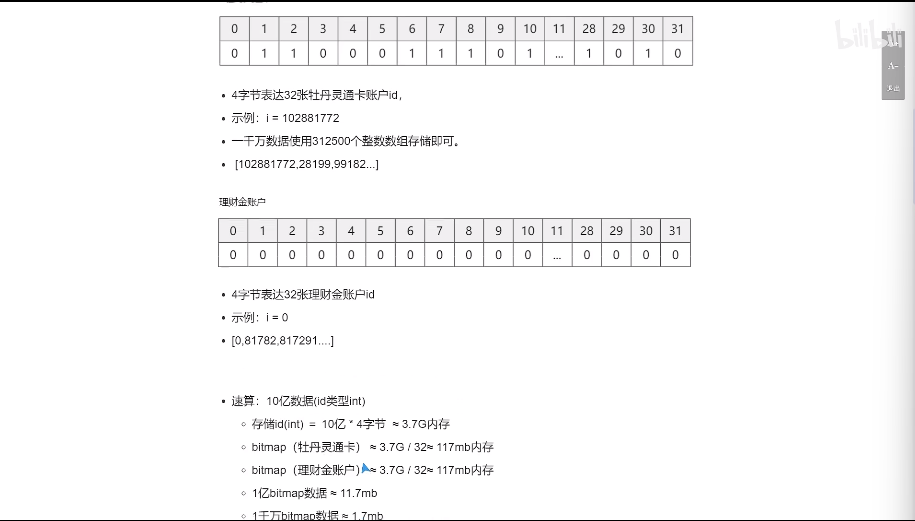 bilibili
0 1 2 3 4 5 6 7 8 9 10 11 28 29 30 31
0 1 1 0 0 0 1 1 1 0 1 ... 1 0 1 0
A-
• 4字节表达32张牡丹灵通卡账户id，
• 示例：i = 102881772
• 一千万数据使用312500个整数数组存储即可。
• [102881772,28199,99182...]
理财金账户
0 1 2 3 4 5 6 7 8 9 10 11 28 29 30 31
0 0 0 0 0 0 0 0 0 0 0 ... 0 0 0 0
• 4字节表达32张理财金账户id
• 示例：i = 0
• [0,81782,817291....]
• 速算：10亿数据(id类型int)
◦ 存储id(int) = 10亿 * 4字节 ≈ 3.7G内存
◦ bitmap（牡丹灵通卡） ≈ 3.7G / 32≈ 117mb内存
◦ bitmap（理财金账户）≈ 3.7G / 32≈ 117mb内存
◦ 1亿bitmap数据 ≈ 11.7mb
◦ 1千万bitmap数据 ≈ 1.7mb